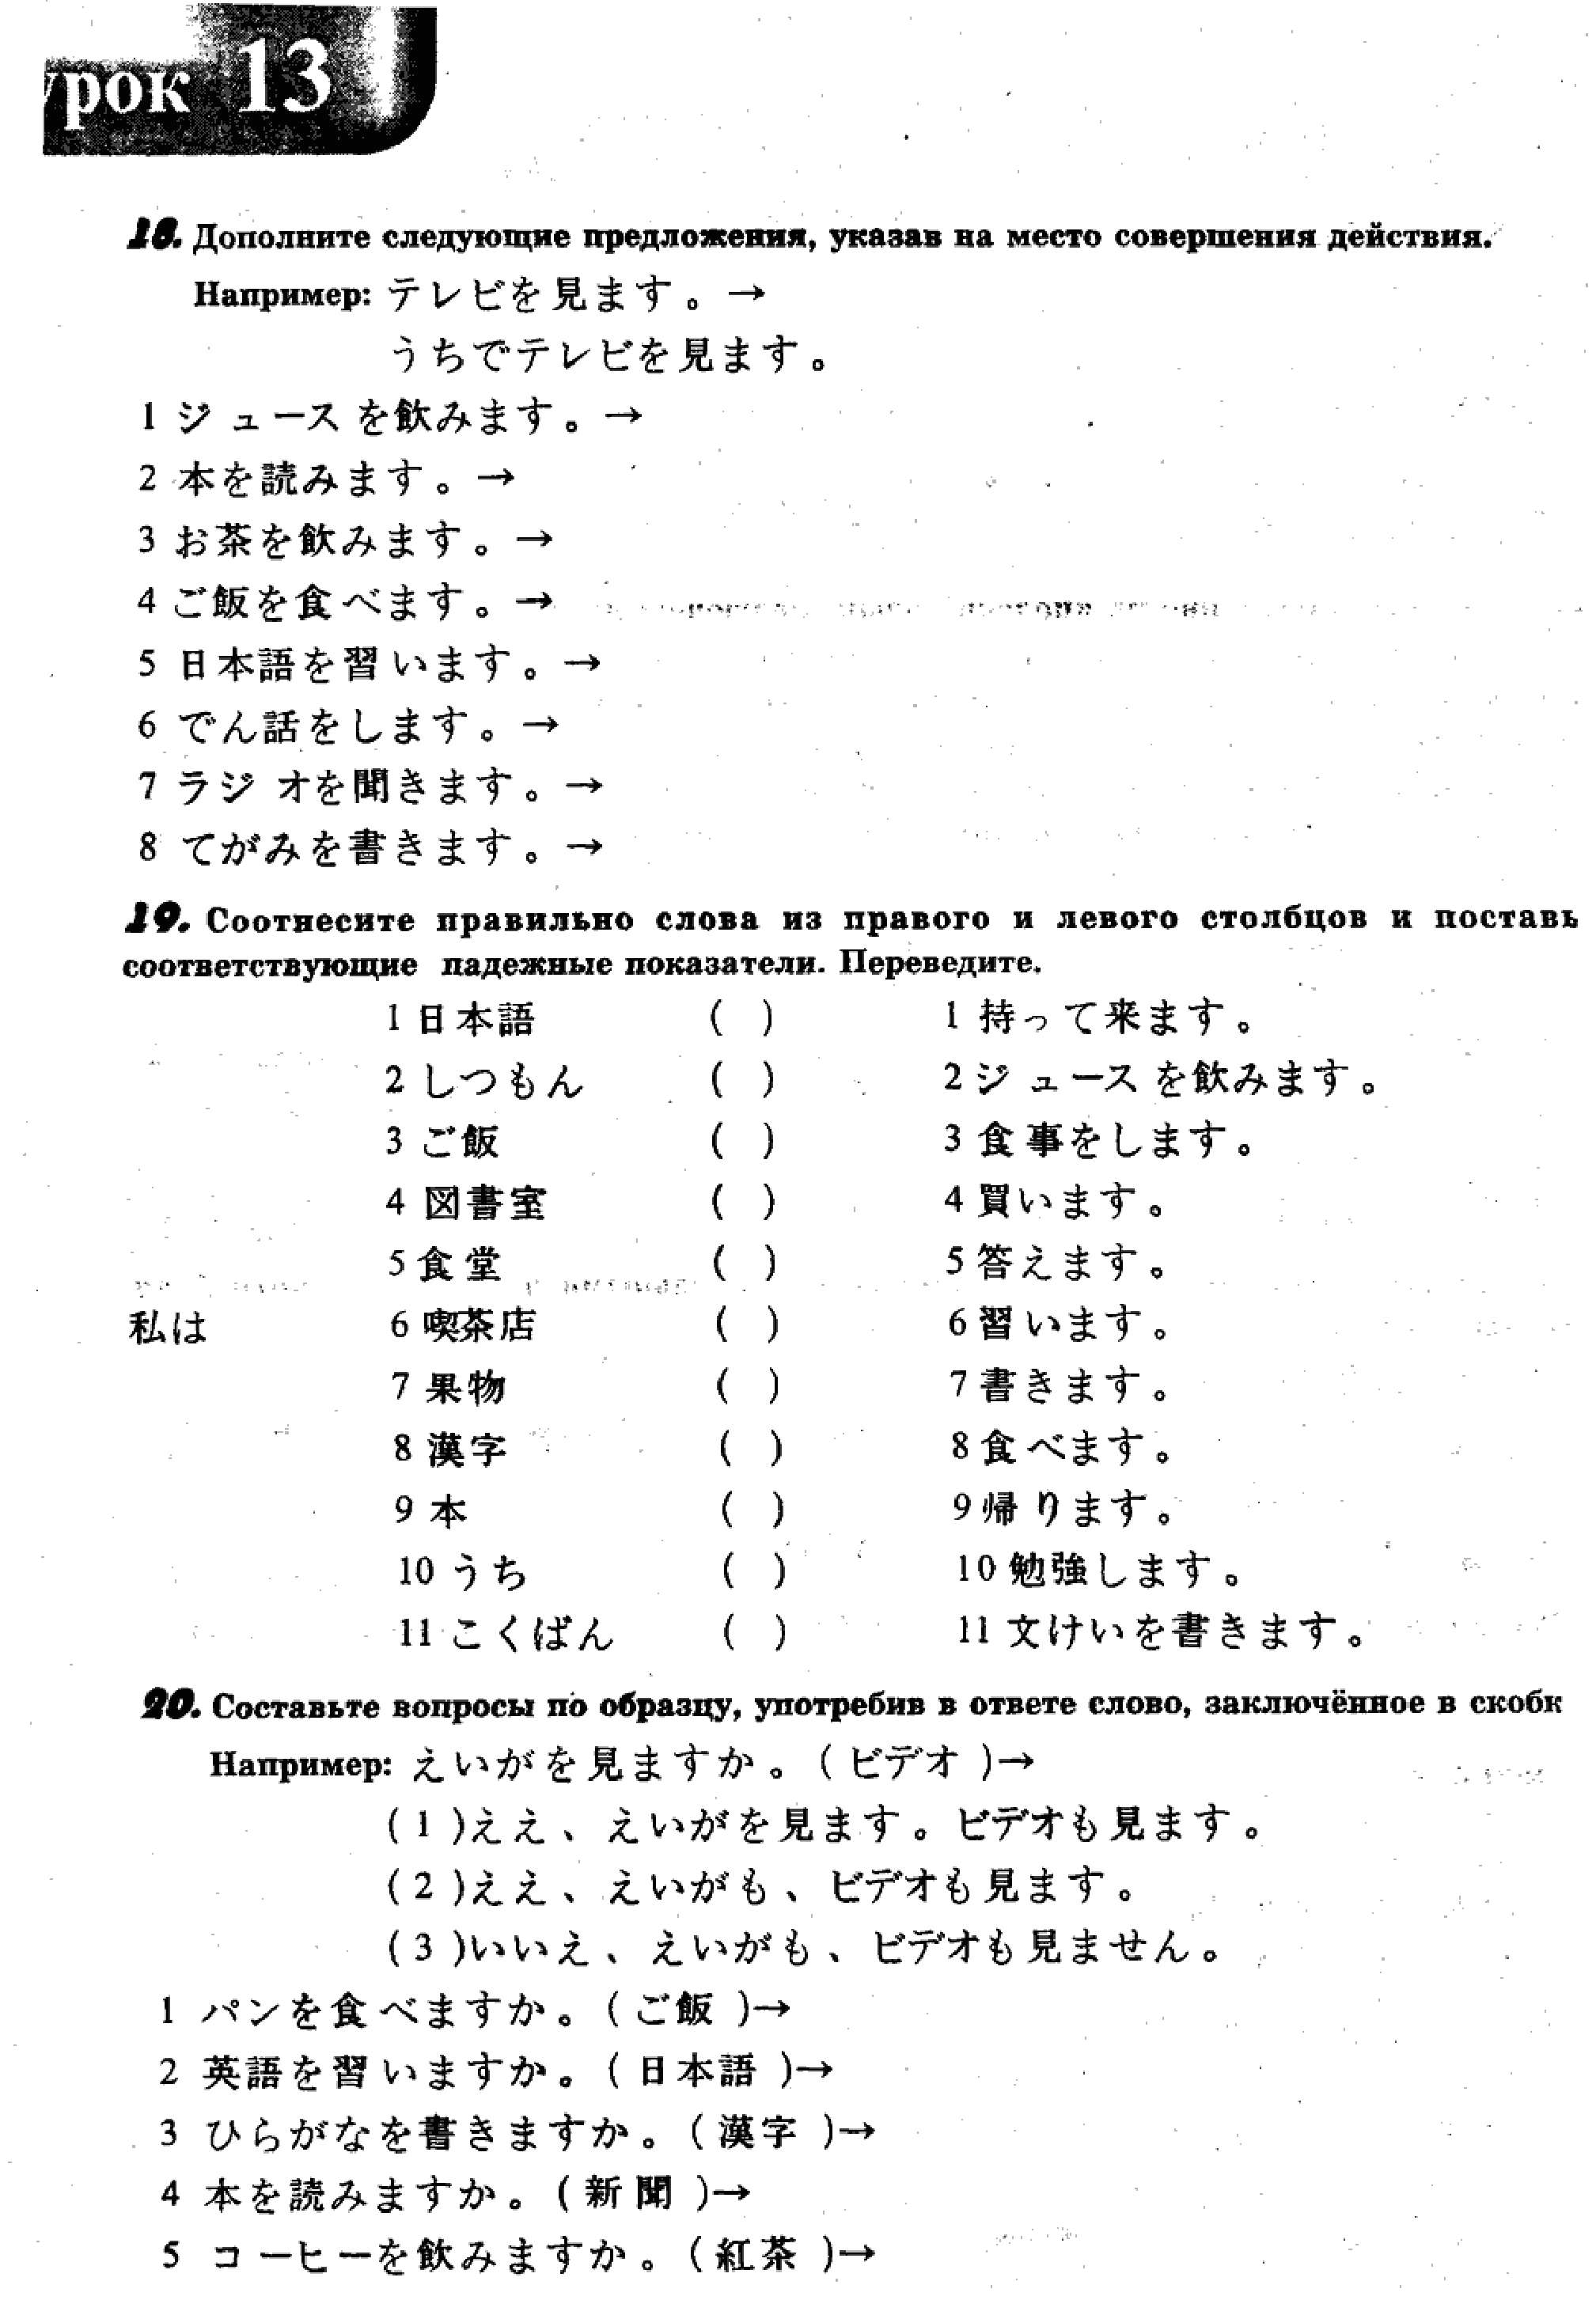 урок 13
18. Дополните следующие предложения, указав на место совершения действия.
Например: テレビを見ます。→
うちでテレビを見ます。
1 ジュースを飲みます。→
2 本を読みます。→
3 お茶を飲みます。→
4 ご飯を食べます。→
5 日本語を習います。→
6 でん話をします。→
7 ラジオを聞きます。→
8 てがみを書きます。→
19. Соотнесите правильно слова из правого и левого столбцов и поставь
соответствующие падежные показатели. Переведите.
1 日本語 ( ) 1 持って来ます。
2 しつもん ( ) 2 ジュースを飲みます。
3 ご飯 ( ) 3 食事をします。
4 図書室 ( ) 4 買います。
5 食堂 ( ) 5 答えます。
私は 6 喫茶店 ( ) 6 習います。
7 果物 ( ) 7 書きます。
8 漢字 ( ) 8 食べます。
9 本 ( ) 9 帰ります。
10 うち ( ) 10 勉強します。
11 こくばん ( ) 11 文けいを書きます。
20. Составьте вопросы по образцу, употребив в ответе слово, заключённое в скобк
Например: えいがを見ますか。(ビデオ)→
(1)ええ、えいがを見ます。ビデオも見ます。
(2)ええ、えいがも、ビデオも見ます。
(3)いいえ、えいがも、ビデオも見ません。
1 パンを食べますか。(ご飯)→
2 英語を習いますか。(日本語)→
3 ひらがなを書きますか。(漢字)→
4 本を読みますか。(新聞)→
5 コーヒーを飲みますか。(紅茶)→